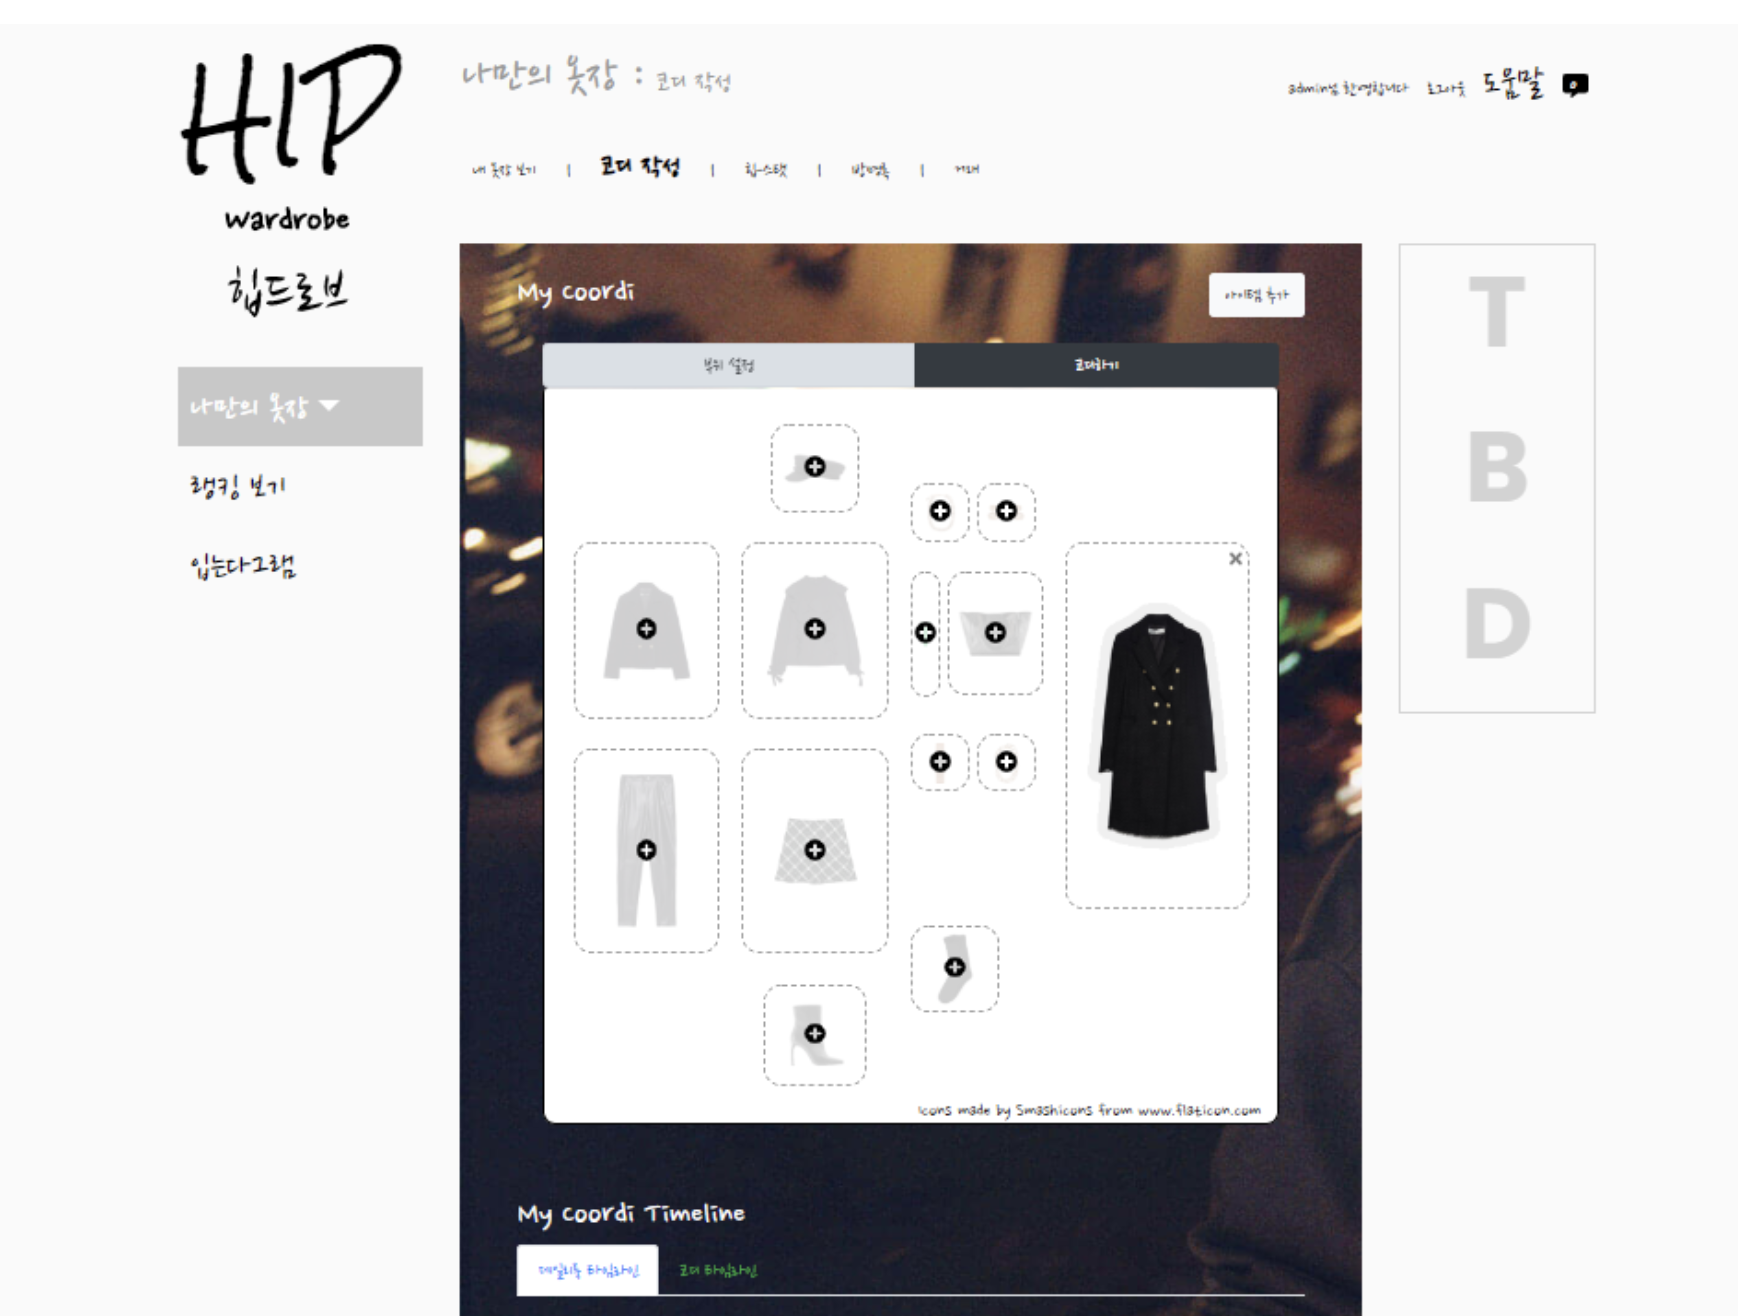 HIP
wardrobe
힙드로브
나만의 옷장
랭킹 보기
입는다그램
나만의 옷장 : 코디 작성
admin님 환영합니다 로그아웃 도움말
내 옷장 보기 | 코디 작성 | 힙-스탯 | 방명록 | 거래
My coordi
아이템 추가
부위 설정
코디하기
Icons made by Smashicons from www.flaticon.com
My coordi Timeline
데일리룩 타임라인
코디 타임라인
T
B
D